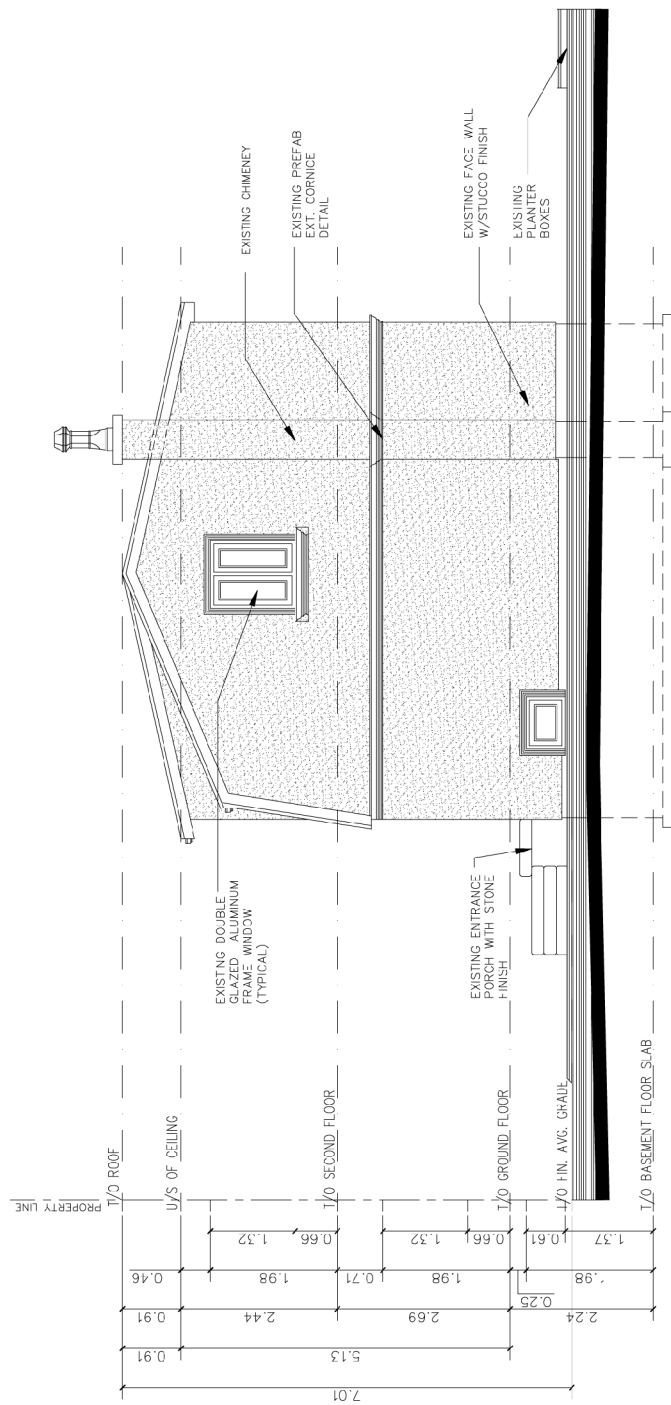 EXISTING CHIMENEY
EXISTING PREFAB
EXT. CORNICE
DETAIL
EXISTING FACE WALL
W/STUCCO FINISH
EXISTING
PLANTER
BOXES
EXISTNG DOUBLE
GLAZED ALUMINUM
FRAME WINDOW
(TYPICAL)
EXISTING ENTRANCE
PORCH WITH STONE
FINISH
PROPERTY LINE
T/O ROOF
U/S OF CEILING
T/O SECOND FLOOR
T/O GROUND FLOOR
T/O FIN. AVG. GRADE
T/O BASEMENT FLOOR SLAB
1.32
0.66
1.32
0.66
0.61
1.37
0.46
1.98
0.71
1.98
0.25
1.98
0.91
2.44
2.69
2.24
0.91
5.13
7.01